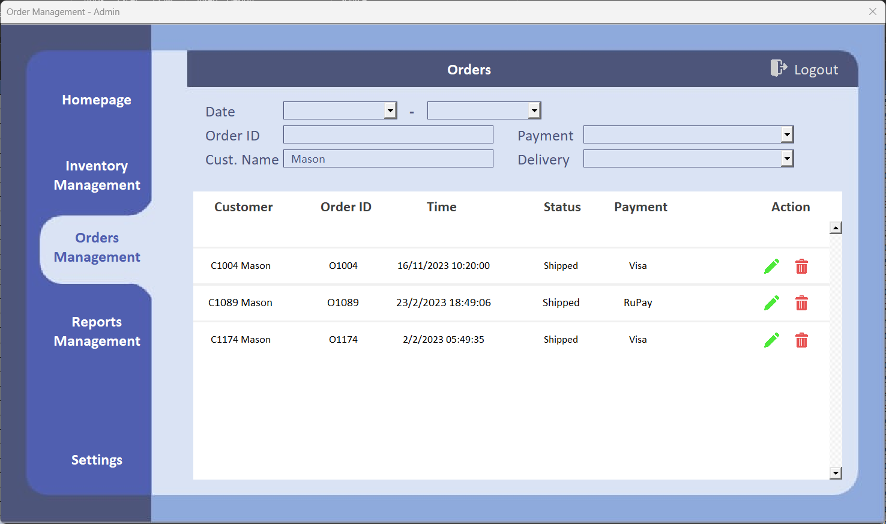 Order Management - Admin
Orders
Logout
Homepage
Inventory
Management
Orders
Management
Reports
Management
Settings
Date
-
Order ID
Payment
Cust. Name Mason
Delivery
Customer Order ID Time Status Payment Action
C1004 Mason O1004 16/11/2023 10:20:00 Shipped Visa
C1089 Mason O1089 23/2/2023 18:49:06 Shipped RuPay
C1174 Mason O1174 2/2/2023 05:49:35 Shipped Visa